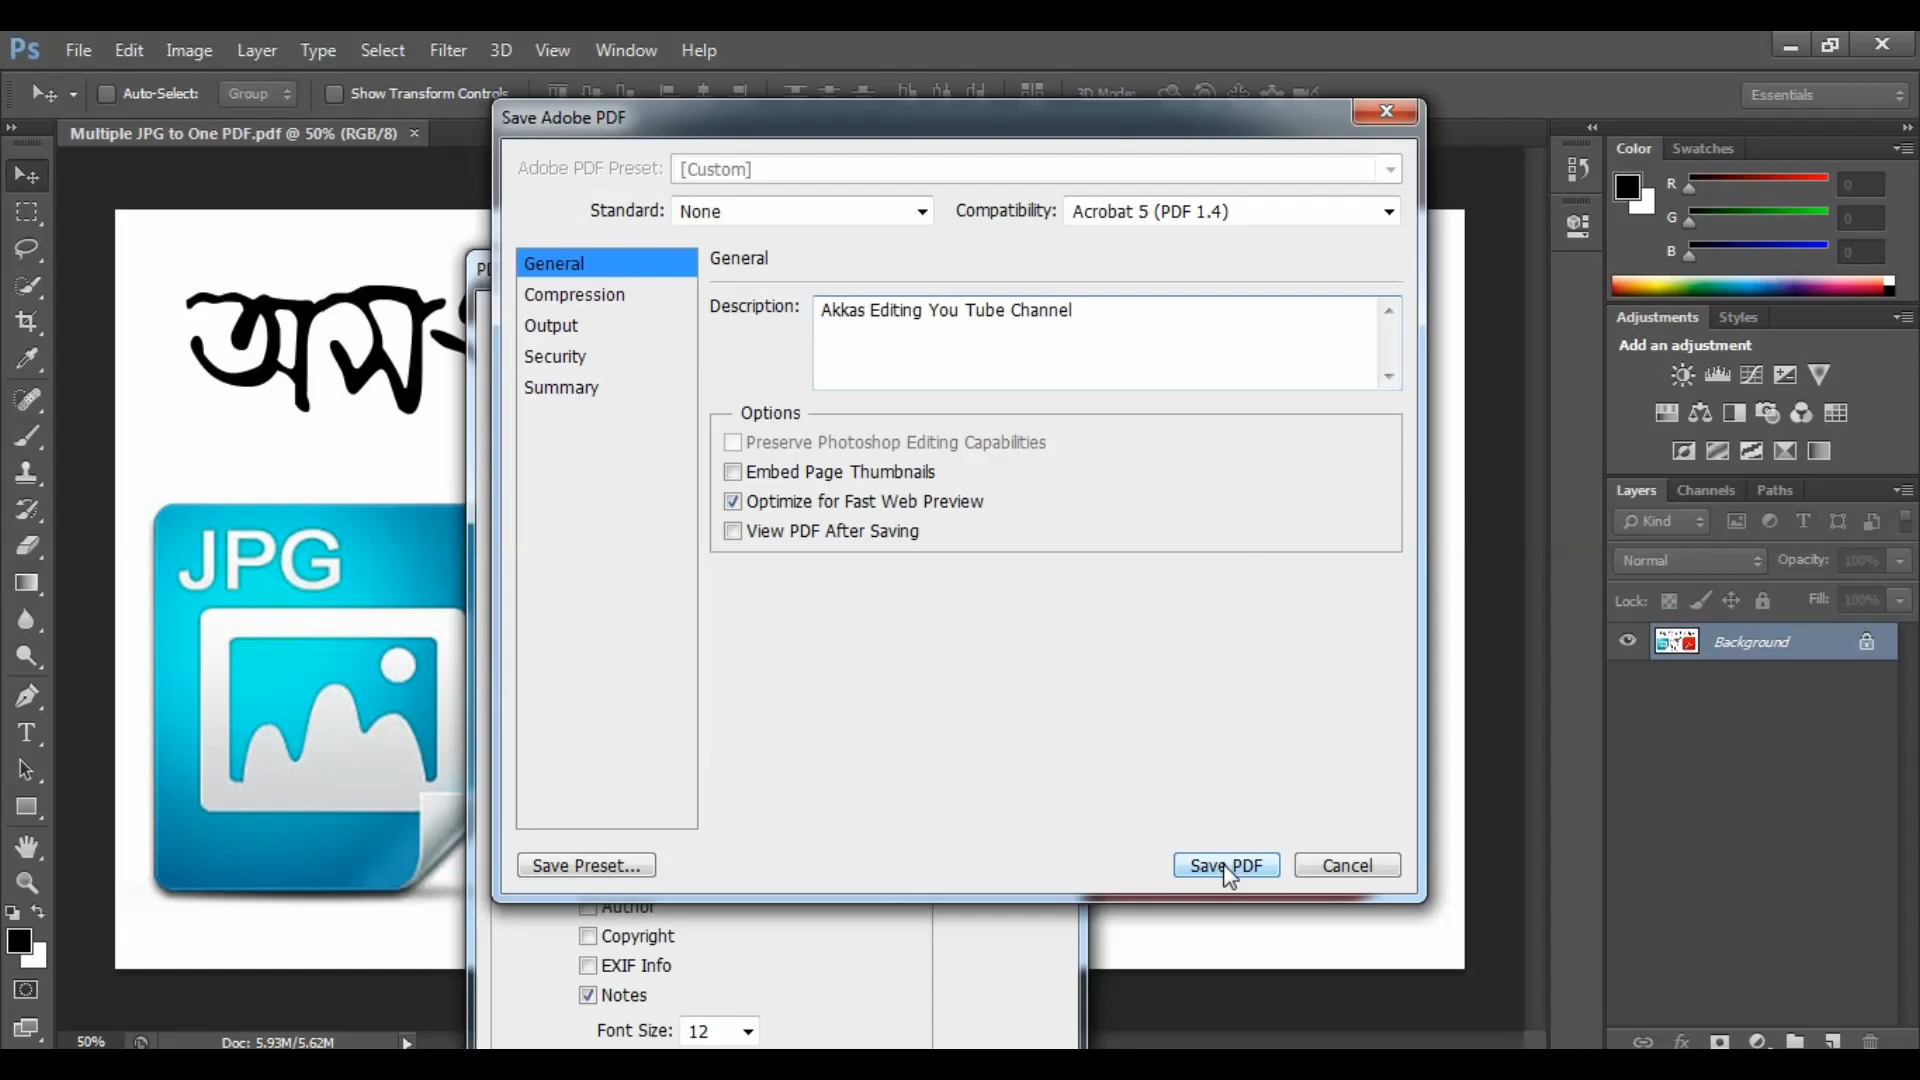 Ps File Edit Image Layer Type Select Filter 3D View Window Help
Auto-Select: Group Show Transform Controls 3D Mode: Essentials
Multiple JPG to One PDF.pdf @ 50% (RGB/8) ×
Save Adobe PDF
Adobe PDF Preset: [Custom]
Standard: None Compatibility: Acrobat 5 (PDF 1.4)
General
Compression
Output
Security
Summary
General
Description: Akkas Editing You Tube Channel
Options
Preserve Photoshop Editing Capabilities
Embed Page Thumbnails
Optimize for Fast Web Preview
View PDF After Saving
Save Preset... Save PDF Cancel
JPG
Author
Copyright
EXIF Info
Notes
Font Size: 12
Color Swatches
R 0
G 0
B 0
Adjustments Styles
Add an adjustment
Layers Channels Paths
Kind
Normal Opacity: 100%
Lock: Fill: 100%
Background
50% Doc: 5.93M/5.62M